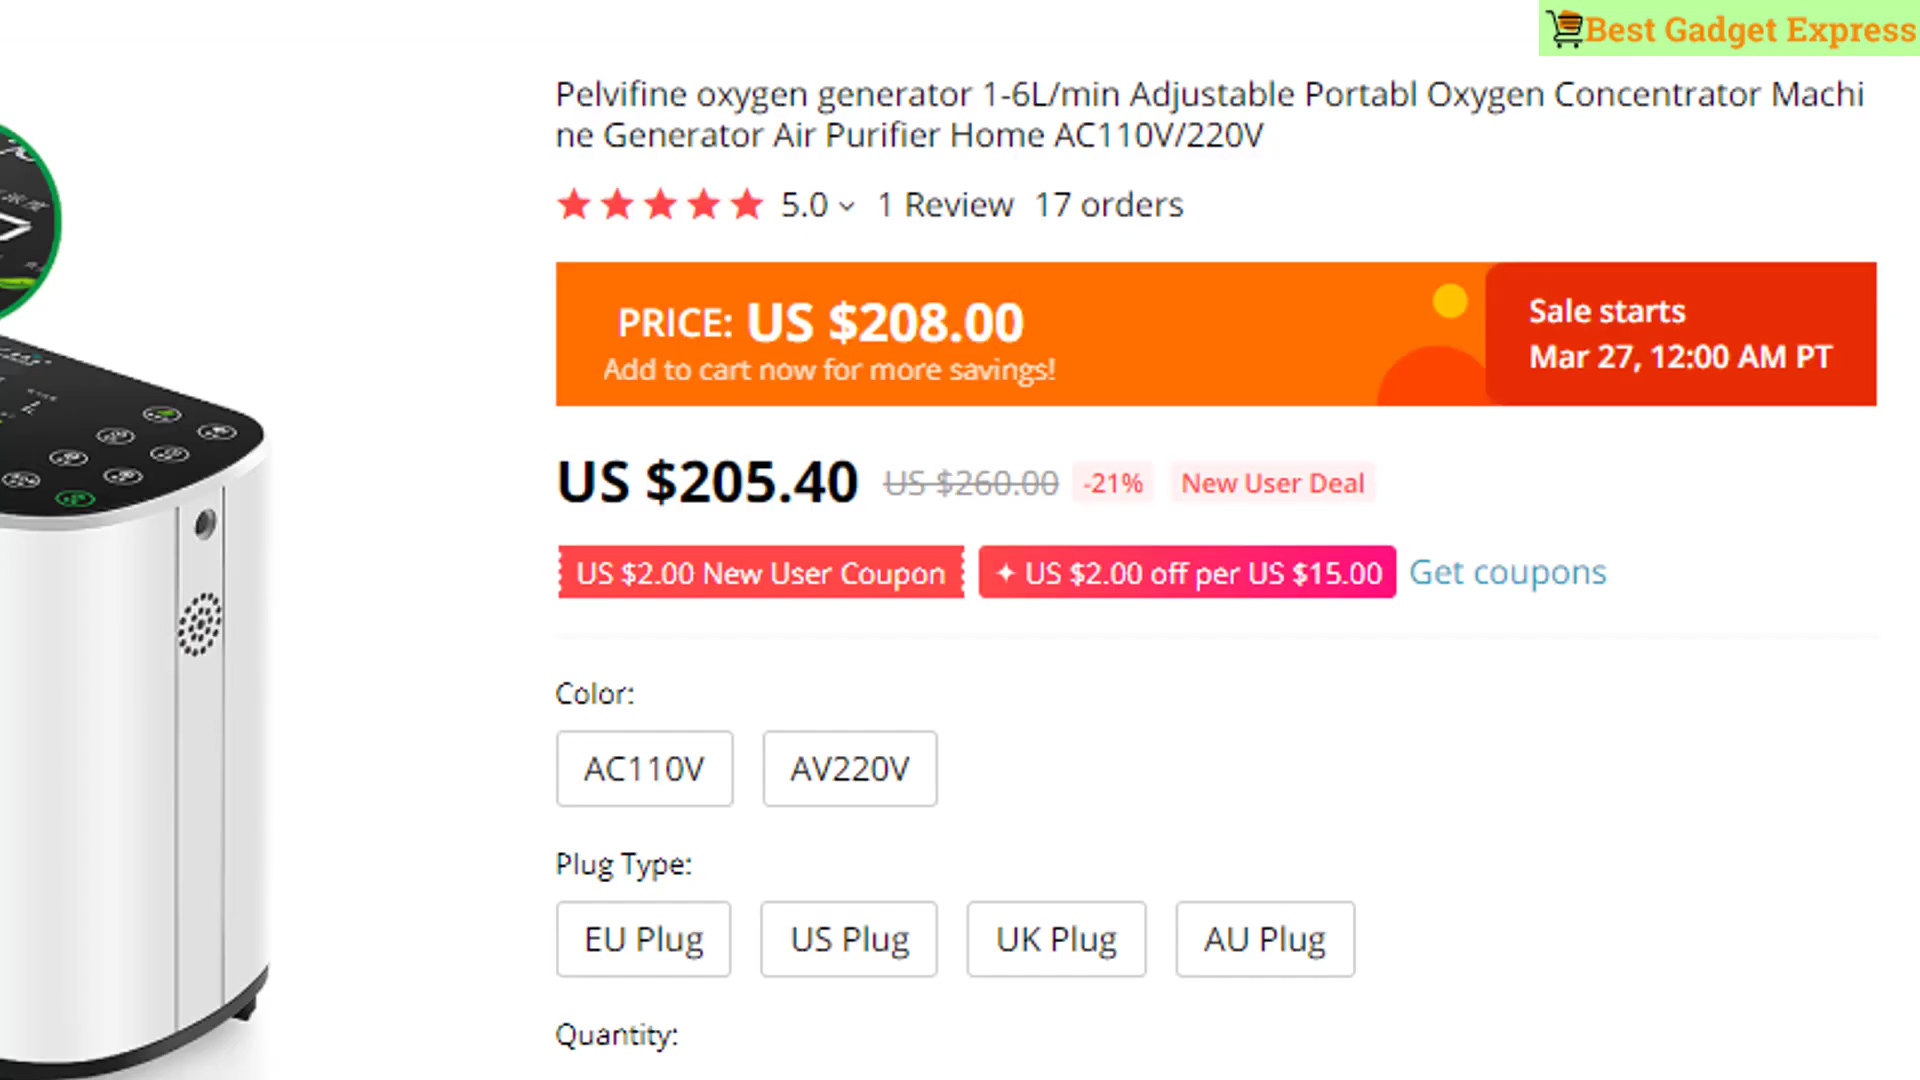 Best Gadget Express
Pelvifine oxygen generator 1-6L/min Adjustable Portabl Oxygen Concentrator Machi
ne Generator Air Purifier Home AC110V/220V
5.0 1 Review 17 orders
PRICE: US $208.00
Add to cart now for more savings!
Sale starts
Mar 27, 12:00 AM PT
US $205.40 US $260.00 -21% New User Deal
US $2.00 New User Coupon US $2.00 off per US $15.00 Get coupons
Color:
AC110V AV220V
Plug Type:
EU Plug US Plug UK Plug AU Plug
Quantity: